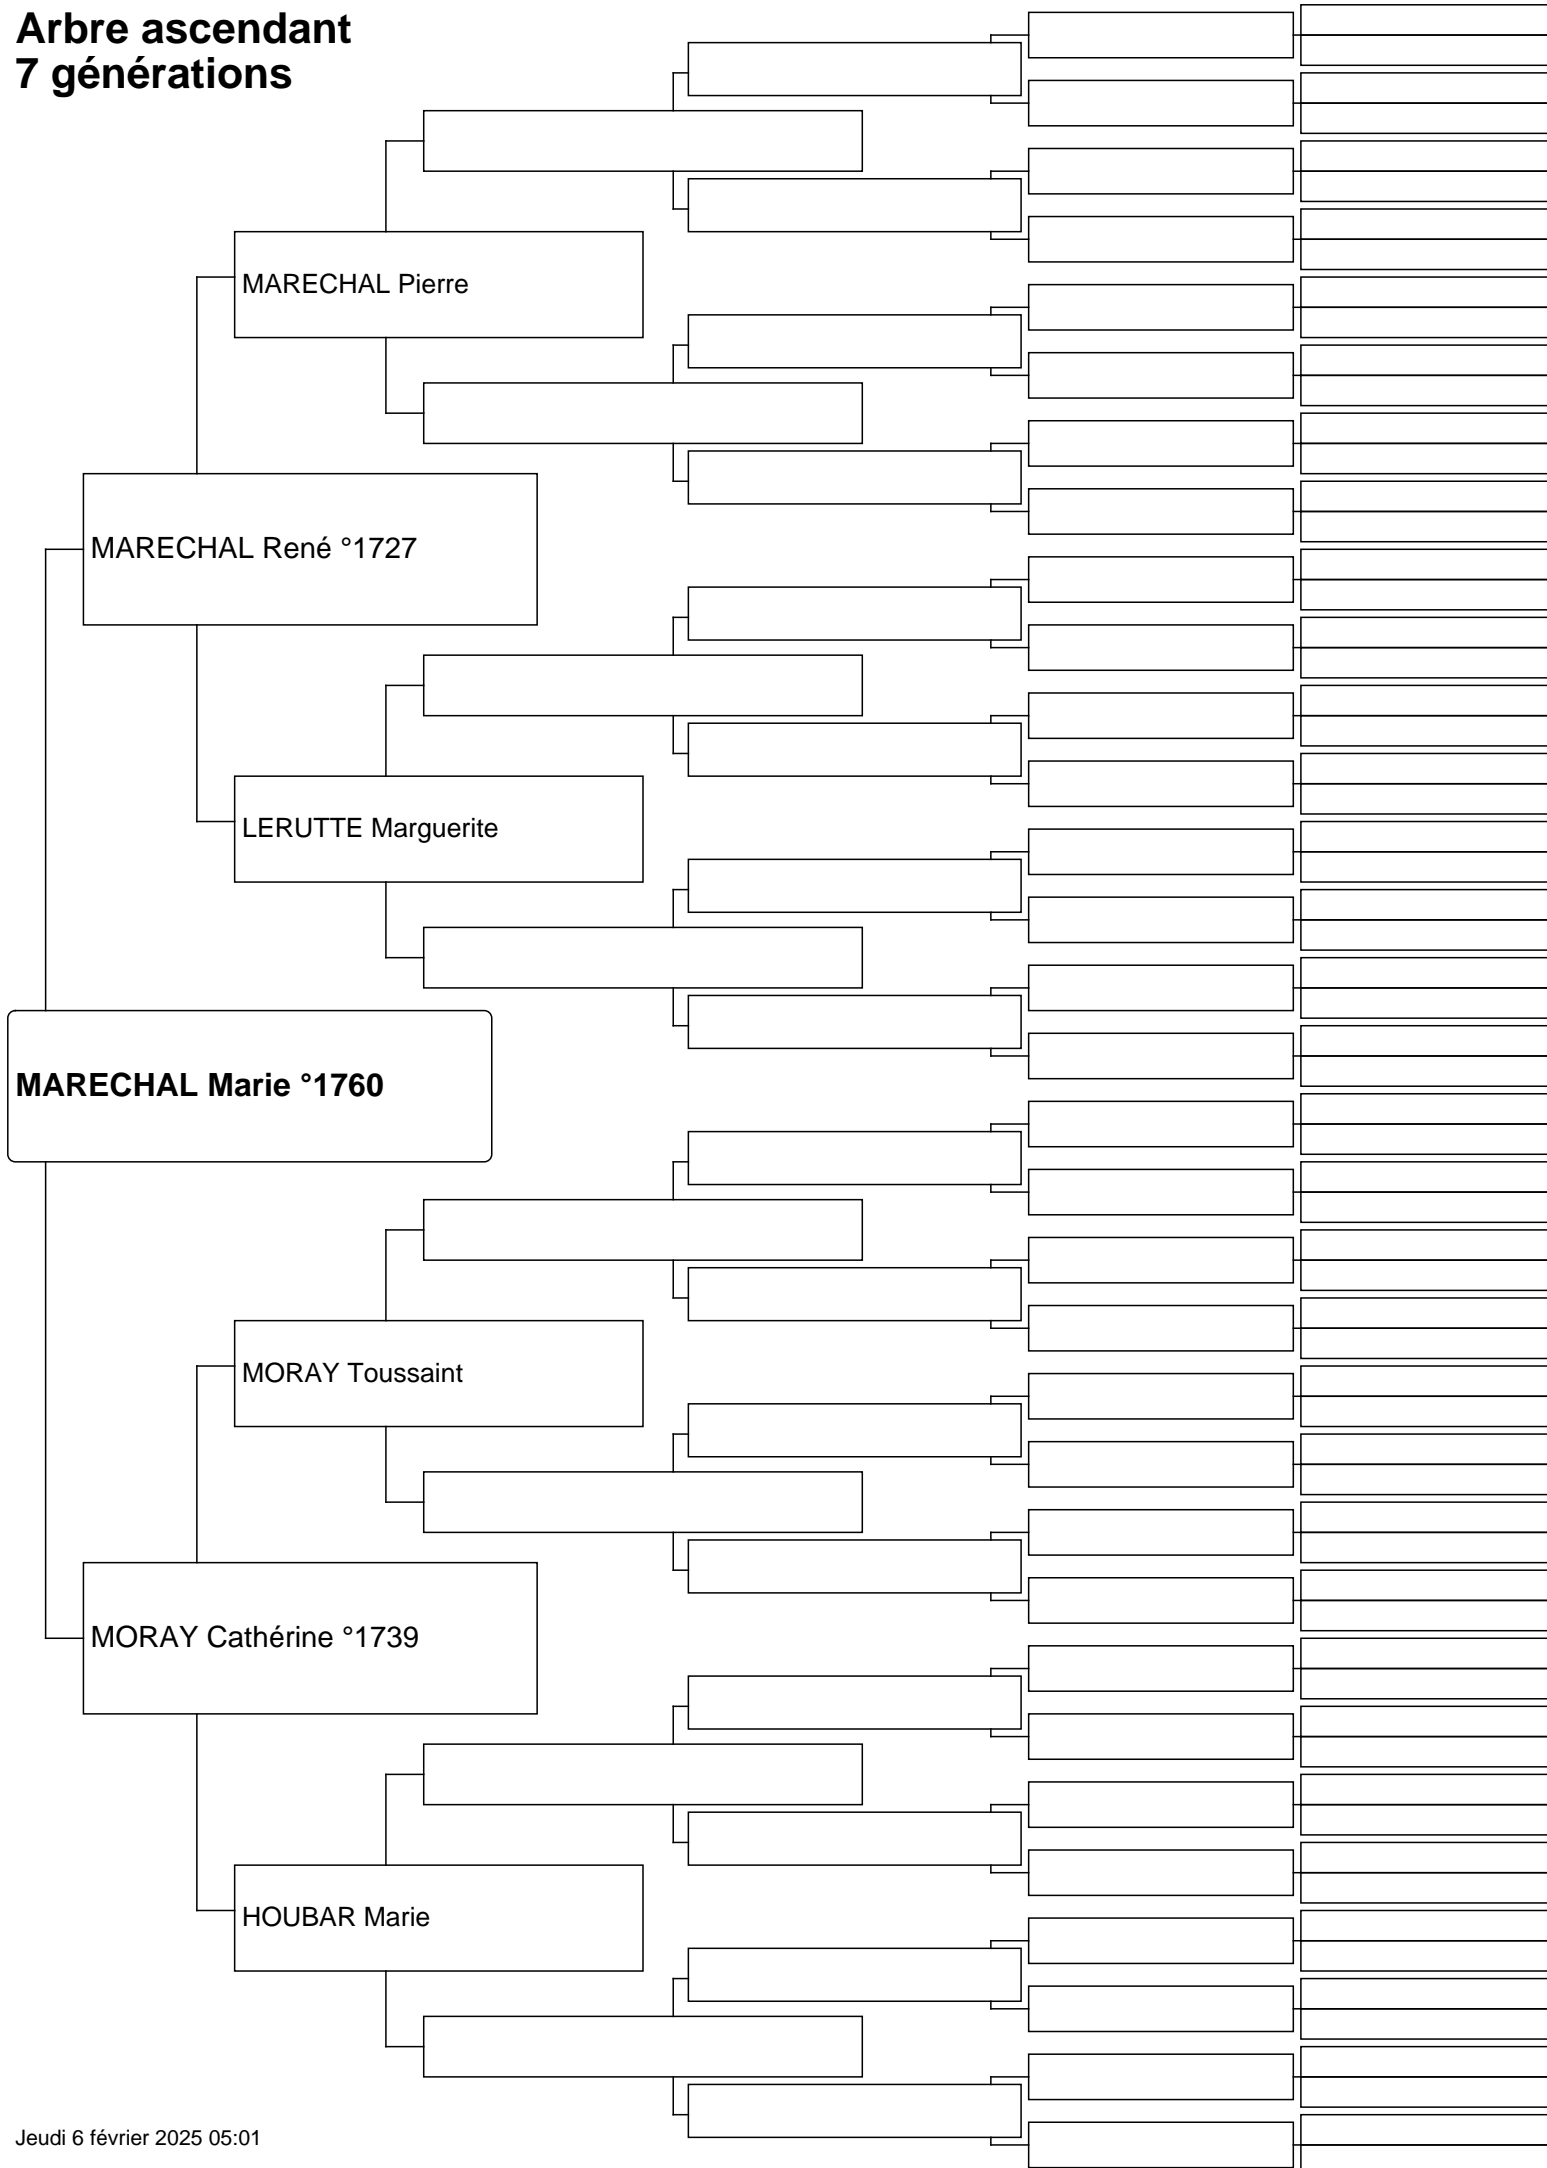 Arbre ascendant
7 générations
MARECHAL Pierre
MARECHAL René °1727
LERUTTE Marguerite
MARECHAL Marie °1760
MORAY Toussaint
MORAY Cathérine °1739
HOUBAR Marie
Jeudi 6 février 2025 05:01